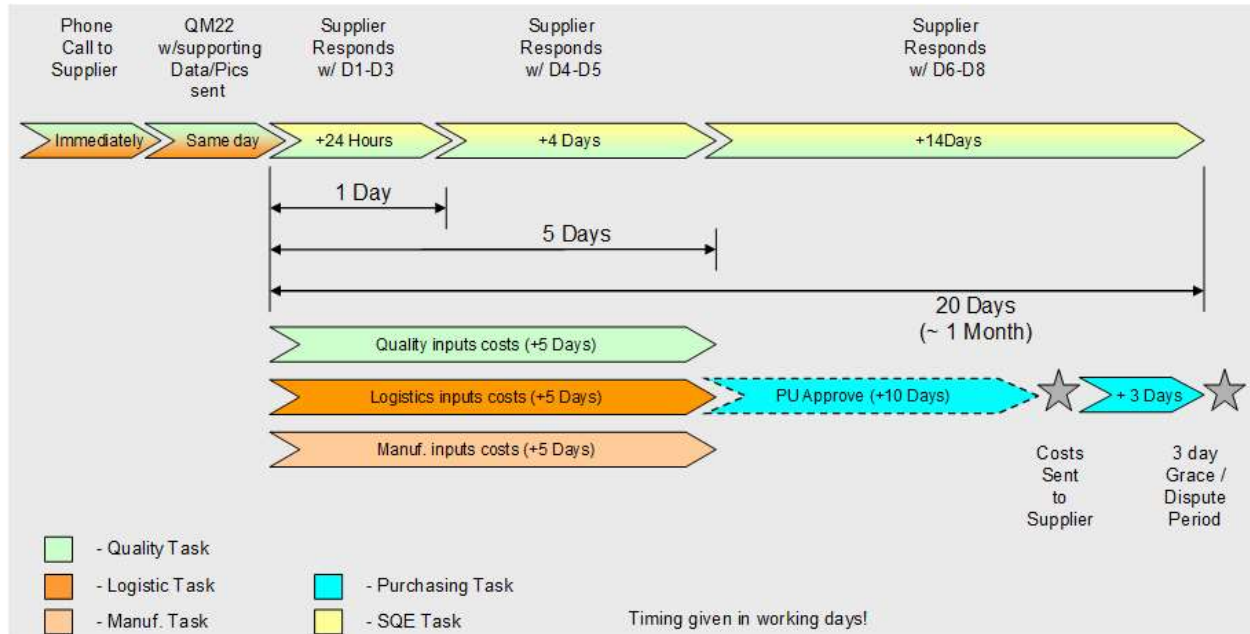 Phone
Call to
Supplier
QM22
w/supporting
Data/Pics
sent
Supplier
Responds
w/ D1-D3
Supplier
Responds
w/ D4-D5
Supplier
Responds
w/ D6-D8
Immediately
Same day
+24 Hours
+4 Days
+14Days
1 Day
5 Days
20 Days
(~ 1 Month)
Quality inputs costs (+5 Days)
Logistics inputs costs (+5 Days)
PU Approve (+10 Days)
+ 3 Days
Manuf. inputs costs (+5 Days)
Costs
Sent
to
Supplier
3 day
Grace /
Dispute
Period
- Quality Task
- Logistic Task
- Purchasing Task
- Manuf. Task
- SQE Task
Timing given in working days!